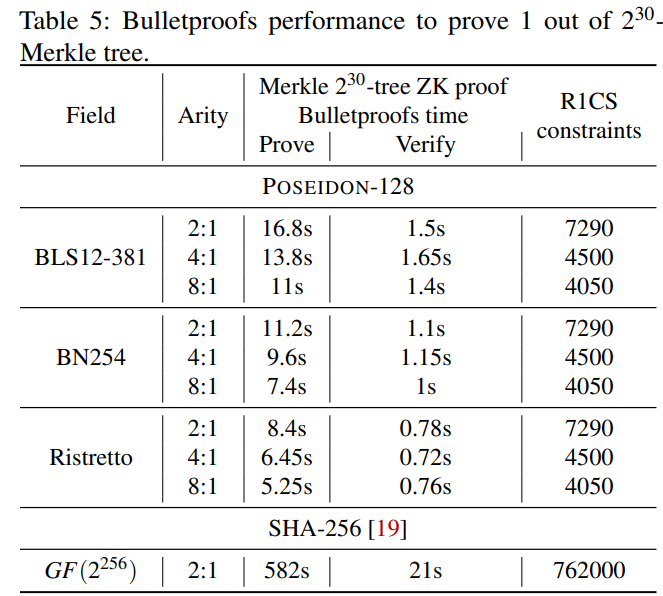 Table 5: Bulletproofs performance to prove 1 out of 2^30-
Merkle tree.
Field | Arity | Merkle 2^30-tree ZK proof Bulletproofs time | R1CS constraints
Prove | Verify
POSEIDON-128
2:1 | 16.8s | 1.5s | 7290
BLS12-381 | 4:1 | 13.8s | 1.65s | 4500
8:1 | 11s | 1.4s | 4050
2:1 | 11.2s | 1.1s | 7290
BN254 | 4:1 | 9.6s | 1.15s | 4500
8:1 | 7.4s | 1s | 4050
2:1 | 8.4s | 0.78s | 7290
Ristretto | 4:1 | 6.45s | 0.72s | 4500
8:1 | 5.25s | 0.76s | 4050
SHA-256 [19]
GF(2^256) | 2:1 | 582s | 21s | 762000